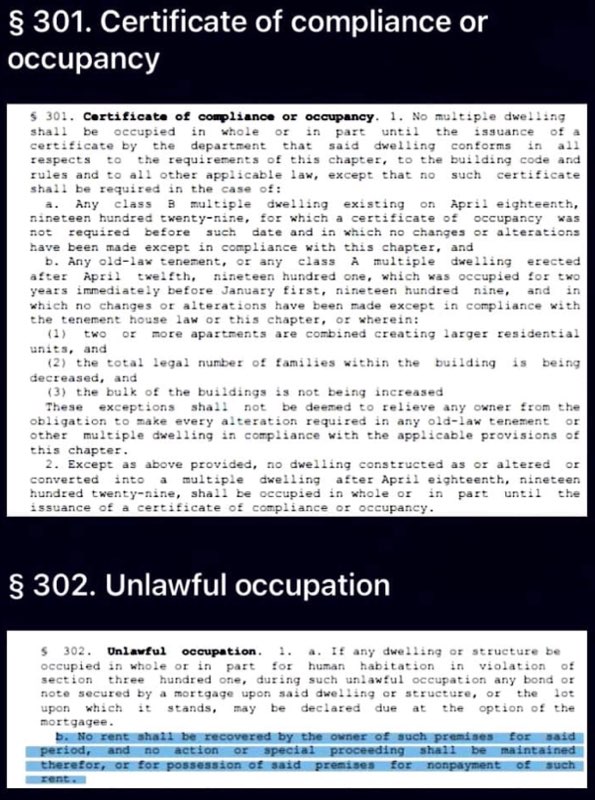 § 301. Certificate of compliance or
occupancy
§ 301. Certificate of compliance or occupancy. 1. No multiple dwelling
shall be occupied in whole or in part until the issuance of a
certificate by the department that said dwelling conforms in all
respects to the requirements of this chapter, to the building code and
rules and to all other applicable law, except that no such certificate
shall be required in the case of:
a. Any class B multiple dwelling existing on April eighteenth,
nineteen hundred twenty-nine, for which a certificate of occupancy was
not required before such date and in which no changes or alterations
have been made except in compliance with this chapter, and
b. Any old-law tenement, or any class A multiple dwelling erected
after April twelfth, nineteen hundred one, which was occupied for two
years immediately before January first, nineteen hundred nine, and in
which no changes or alterations have been made except in compliance with
the tenement house law or this chapter, or wherein:
(1) two or more apartments are combined creating larger residential
units, and
(2) the total legal number of families within the building is being
decreased, and
(3) the bulk of the buildings is not being increased
These exceptions shall not be deemed to relieve any owner from the
obligation to make every alteration required in any old-law tenement or
other multiple dwelling in compliance with the applicable provisions of
this chapter.
2. Except as above provided, no dwelling constructed as or altered or
converted into a multiple dwelling after April eighteenth, nineteen
hundred twenty-nine, shall be occupied in whole or in part until the
issuance of a certificate of compliance or occupancy.
§ 302. Unlawful occupation
§ 302. Unlawful occupation. 1. a. If any dwelling or structure be
occupied in whole or in part for human habitation in violation of
section three hundred one, during such unlawful occupation any bond or
note secured by a mortgage upon said dwelling or structure, or the lot
upon which it stands, may be declared due at the option of the
mortgagee.
b. No rent shall be recovered by the owner of such premises for said
period, and no action or special proceeding shall be maintained
therefor, or for possession of said premises for nonpayment of such
rent.